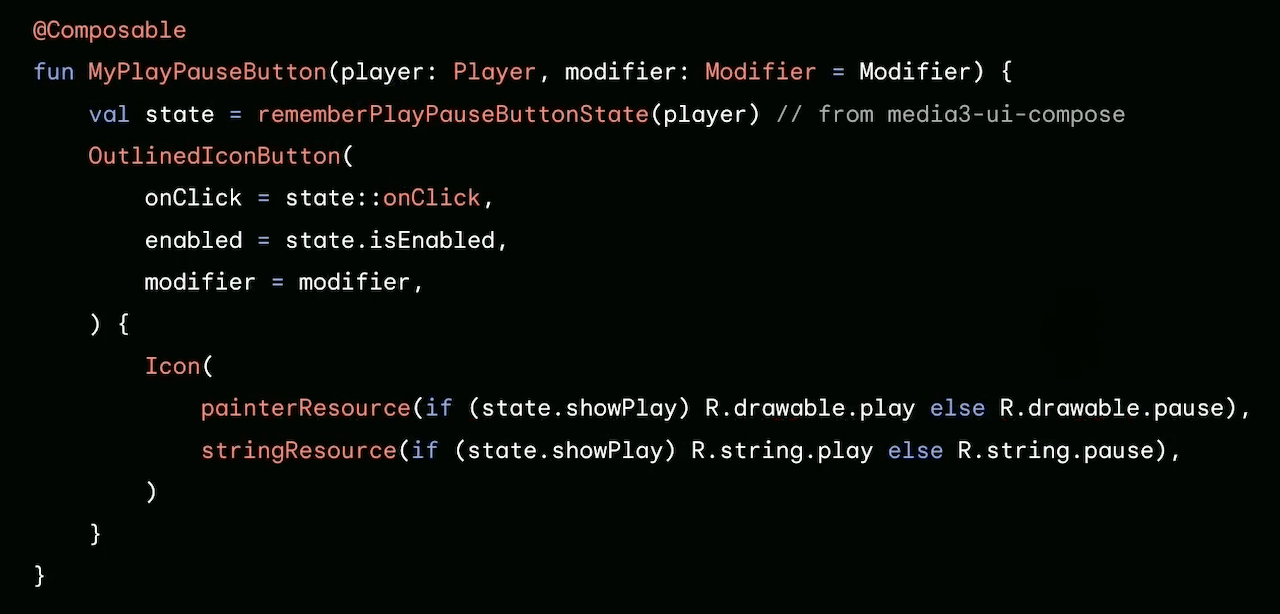 @Composable
fun MyPlayPauseButton(player: Player, modifier: Modifier = Modifier) {
    val state = rememberPlayPauseButtonState(player) // from media3-ui-compose
    OutlinedIconButton(
        onClick = state::onClick,
        enabled = state.isEnabled,
        modifier = modifier,
    ) {
        Icon(
            painterResource(if (state.showPlay) R.drawable.play else R.drawable.pause),
            stringResource(if (state.showPlay) R.string.play else R.string.pause),
        )
    }
}